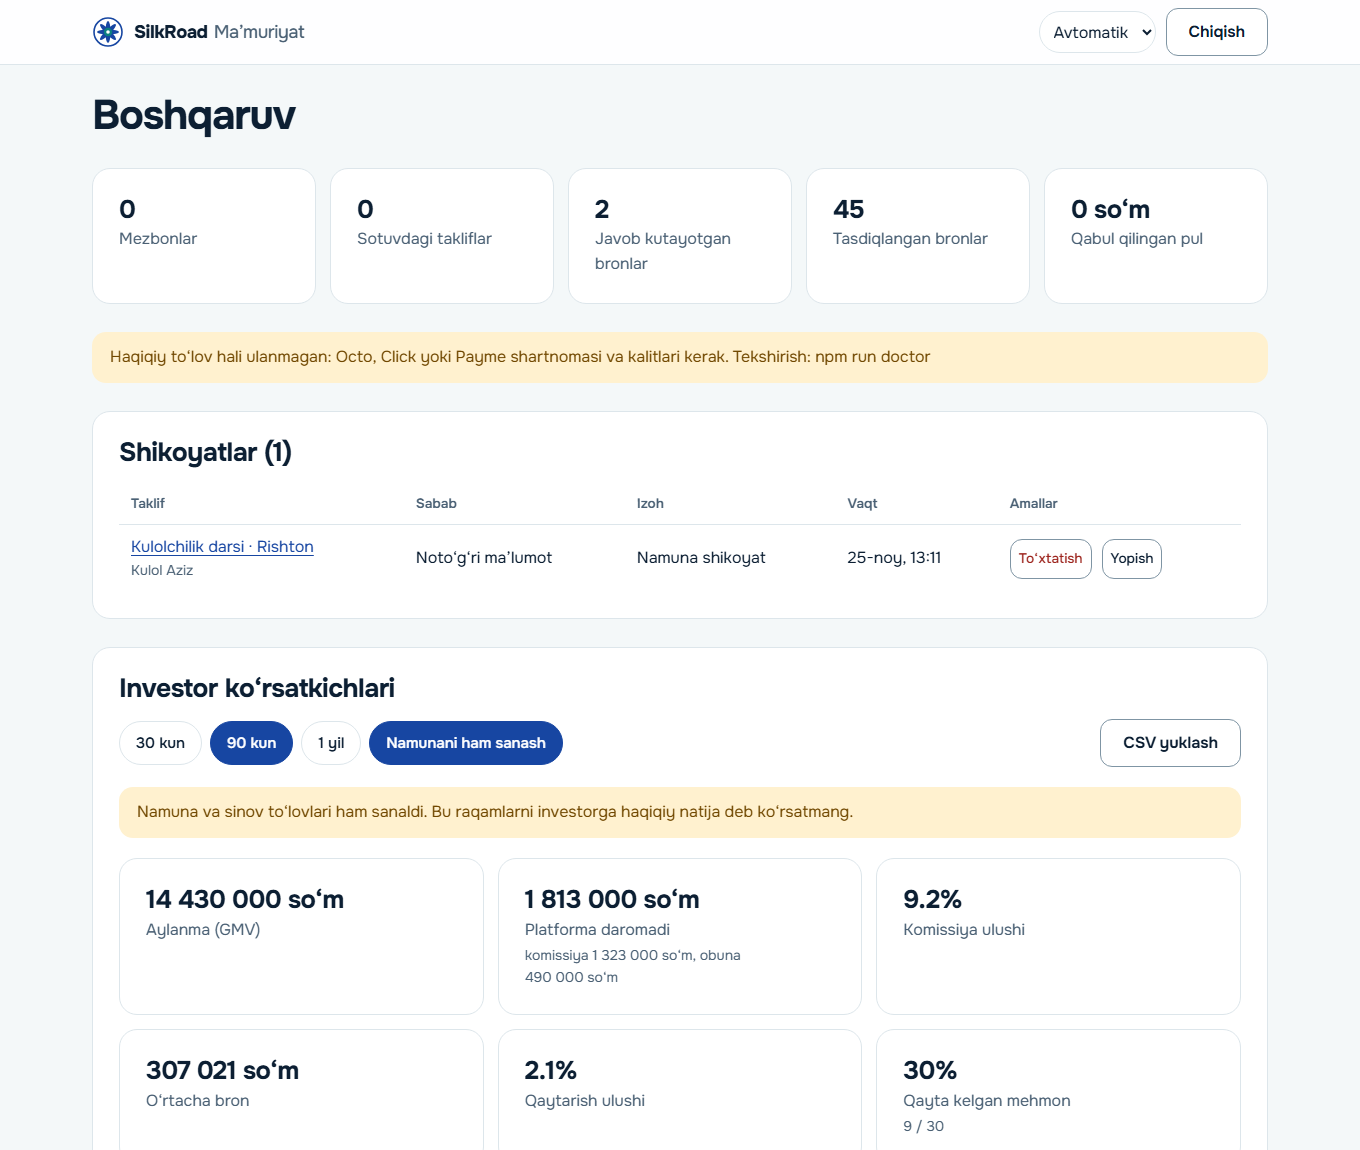 SilkRoad Ma’muriyat
Avtomatik
Chiqish
Boshqaruv
0
Mezbonlar
0
Sotuvdagi takliflar
2
Javob kutayotgan
bronlar
45
Tasdiqlangan bronlar
0 so‘m
Qabul qilingan pul
Haqiqiy to‘lov hali ulanmagan: Octo, Click yoki Payme shartnomasi va kalitlari kerak. Tekshirish: npm run doctor
Shikoyatlar (1)
Taklif Sabab Izoh Vaqt Amallar
Kulolchilik darsi · Rishton
Kulol Aziz
Noto‘g‘ri ma’lumot
Namuna shikoyat
25-noy, 13:11
To‘xtatish
Yopish
Investor ko‘rsatkichlari
30 kun
90 kun
1 yil
Namunani ham sanash
CSV yuklash
Namuna va sinov to‘lovlari ham sanaldi. Bu raqamlarni investorga haqiqiy natija deb ko‘rsatmang.
14 430 000 so‘m
Aylanma (GMV)
1 813 000 so‘m
Platforma daromadi
komissiya 1 323 000 so‘m, obuna
490 000 so‘m
9.2%
Komissiya ulushi
307 021 so‘m
O‘rtacha bron
2.1%
Qaytarish ulushi
30%
Qayta kelgan mehmon
9 / 30